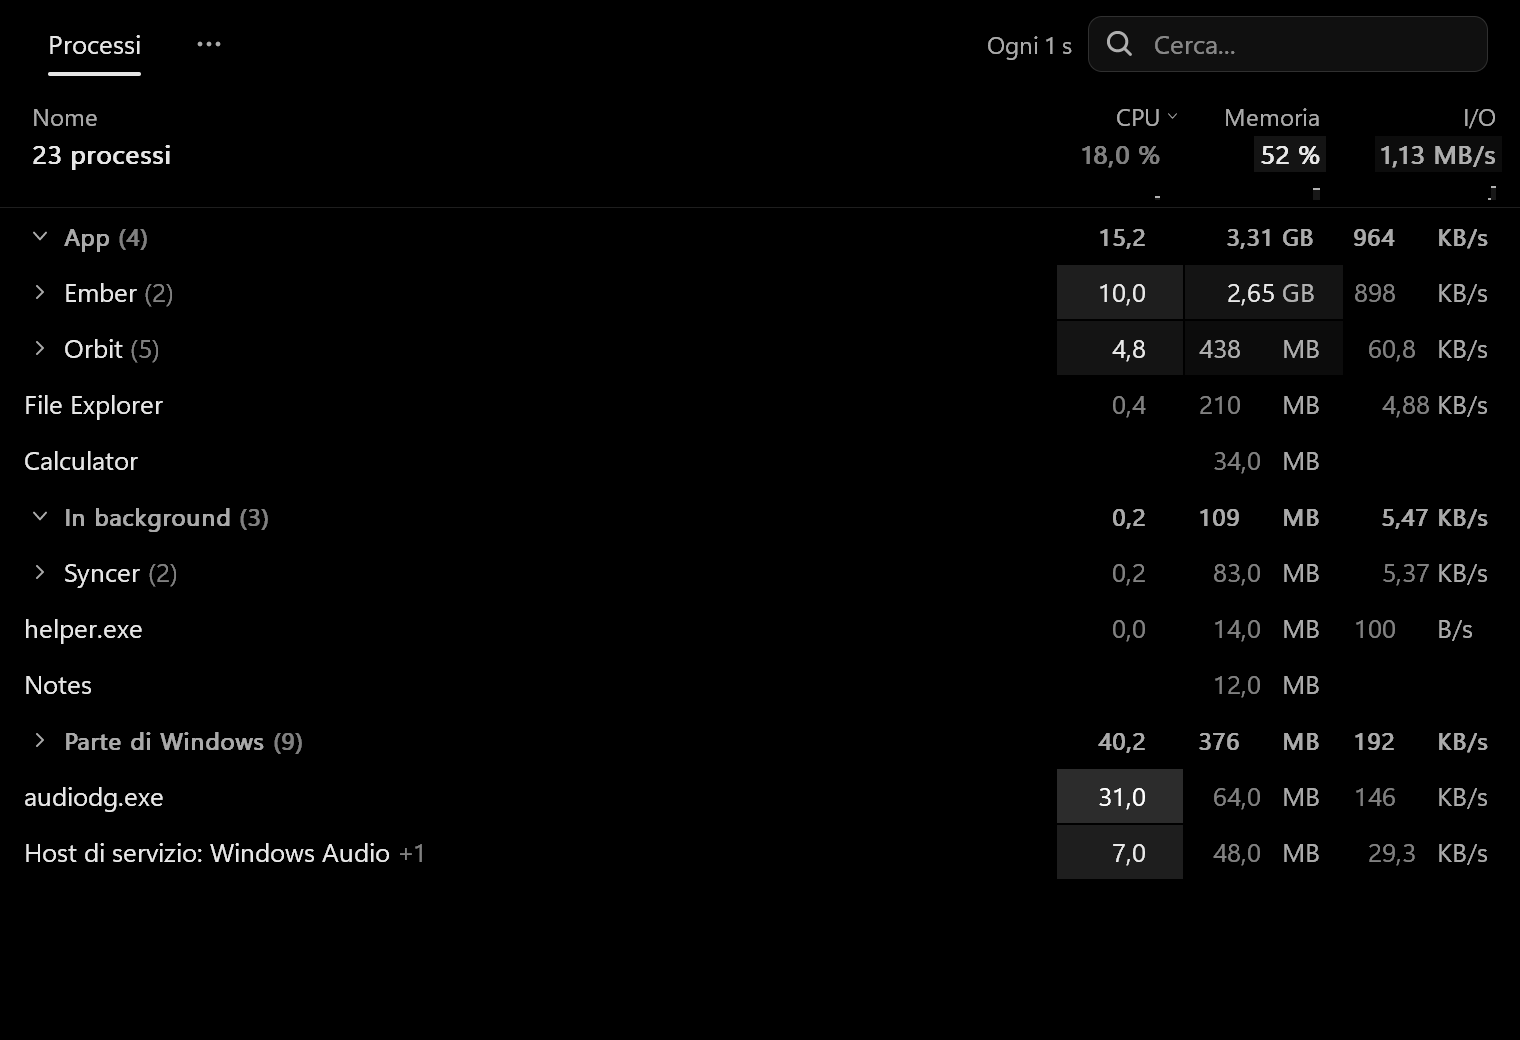 Processi ··· Ogni 1 s Cerca...
Nome CPU Memoria I/O
23 processi 18,0 % 52 % 1,13 MB/s
App (4) 15,2 3,31 GB 964 KB/s
Ember (2) 10,0 2,65 GB 898 KB/s
Orbit (5) 4,8 438 MB 60,8 KB/s
File Explorer 0,4 210 MB 4,88 KB/s
Calculator 34,0 MB
In background (3) 0,2 109 MB 5,47 KB/s
Syncer (2) 0,2 83,0 MB 5,37 KB/s
helper.exe 0,0 14,0 MB 100 B/s
Notes 12,0 MB
Parte di Windows (9) 40,2 376 MB 192 KB/s
audiodg.exe 31,0 64,0 MB 146 KB/s
Host di servizio: Windows Audio +1 7,0 48,0 MB 29,3 KB/s